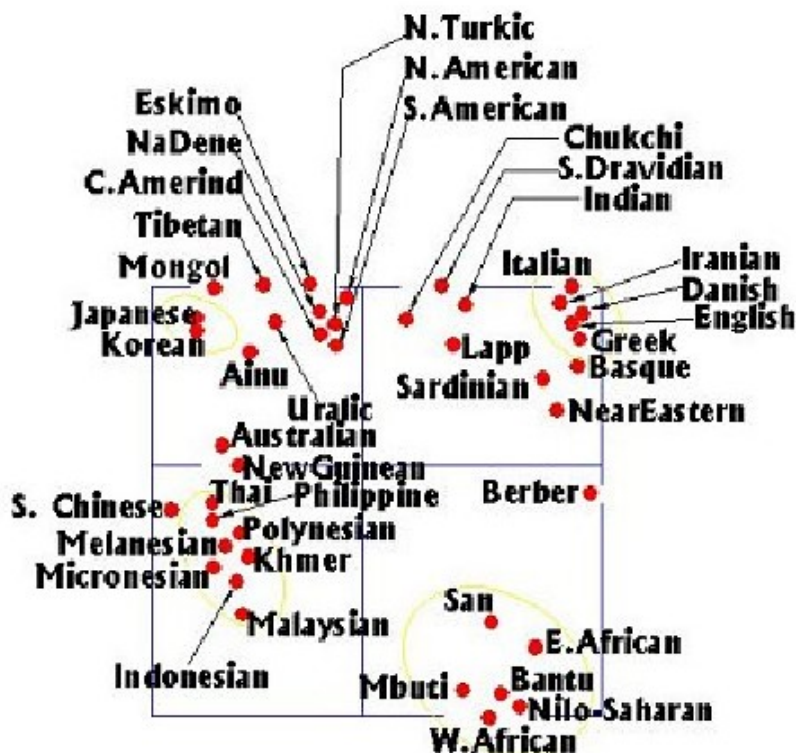 N.Turkic
N.American
S.American
Eskimo
NaDene
C.Amerind
Tibetan
Mongol
Chukchi
S.Dravidian
Indian
Italian
Iranian
Danish
English
Greek
Basque
Japanese
Korean
Ainu
Uralic
Lapp
Sardinian
NearEastern
Australian
NewGuinean
Thai
Philippine
S. Chinese
Polynesian
Melanesian
Khmer
Micronesian
Malaysian
Indonesian
Berber
San
E.African
Mbuti
Bantu
Nilo-Saharan
W.African